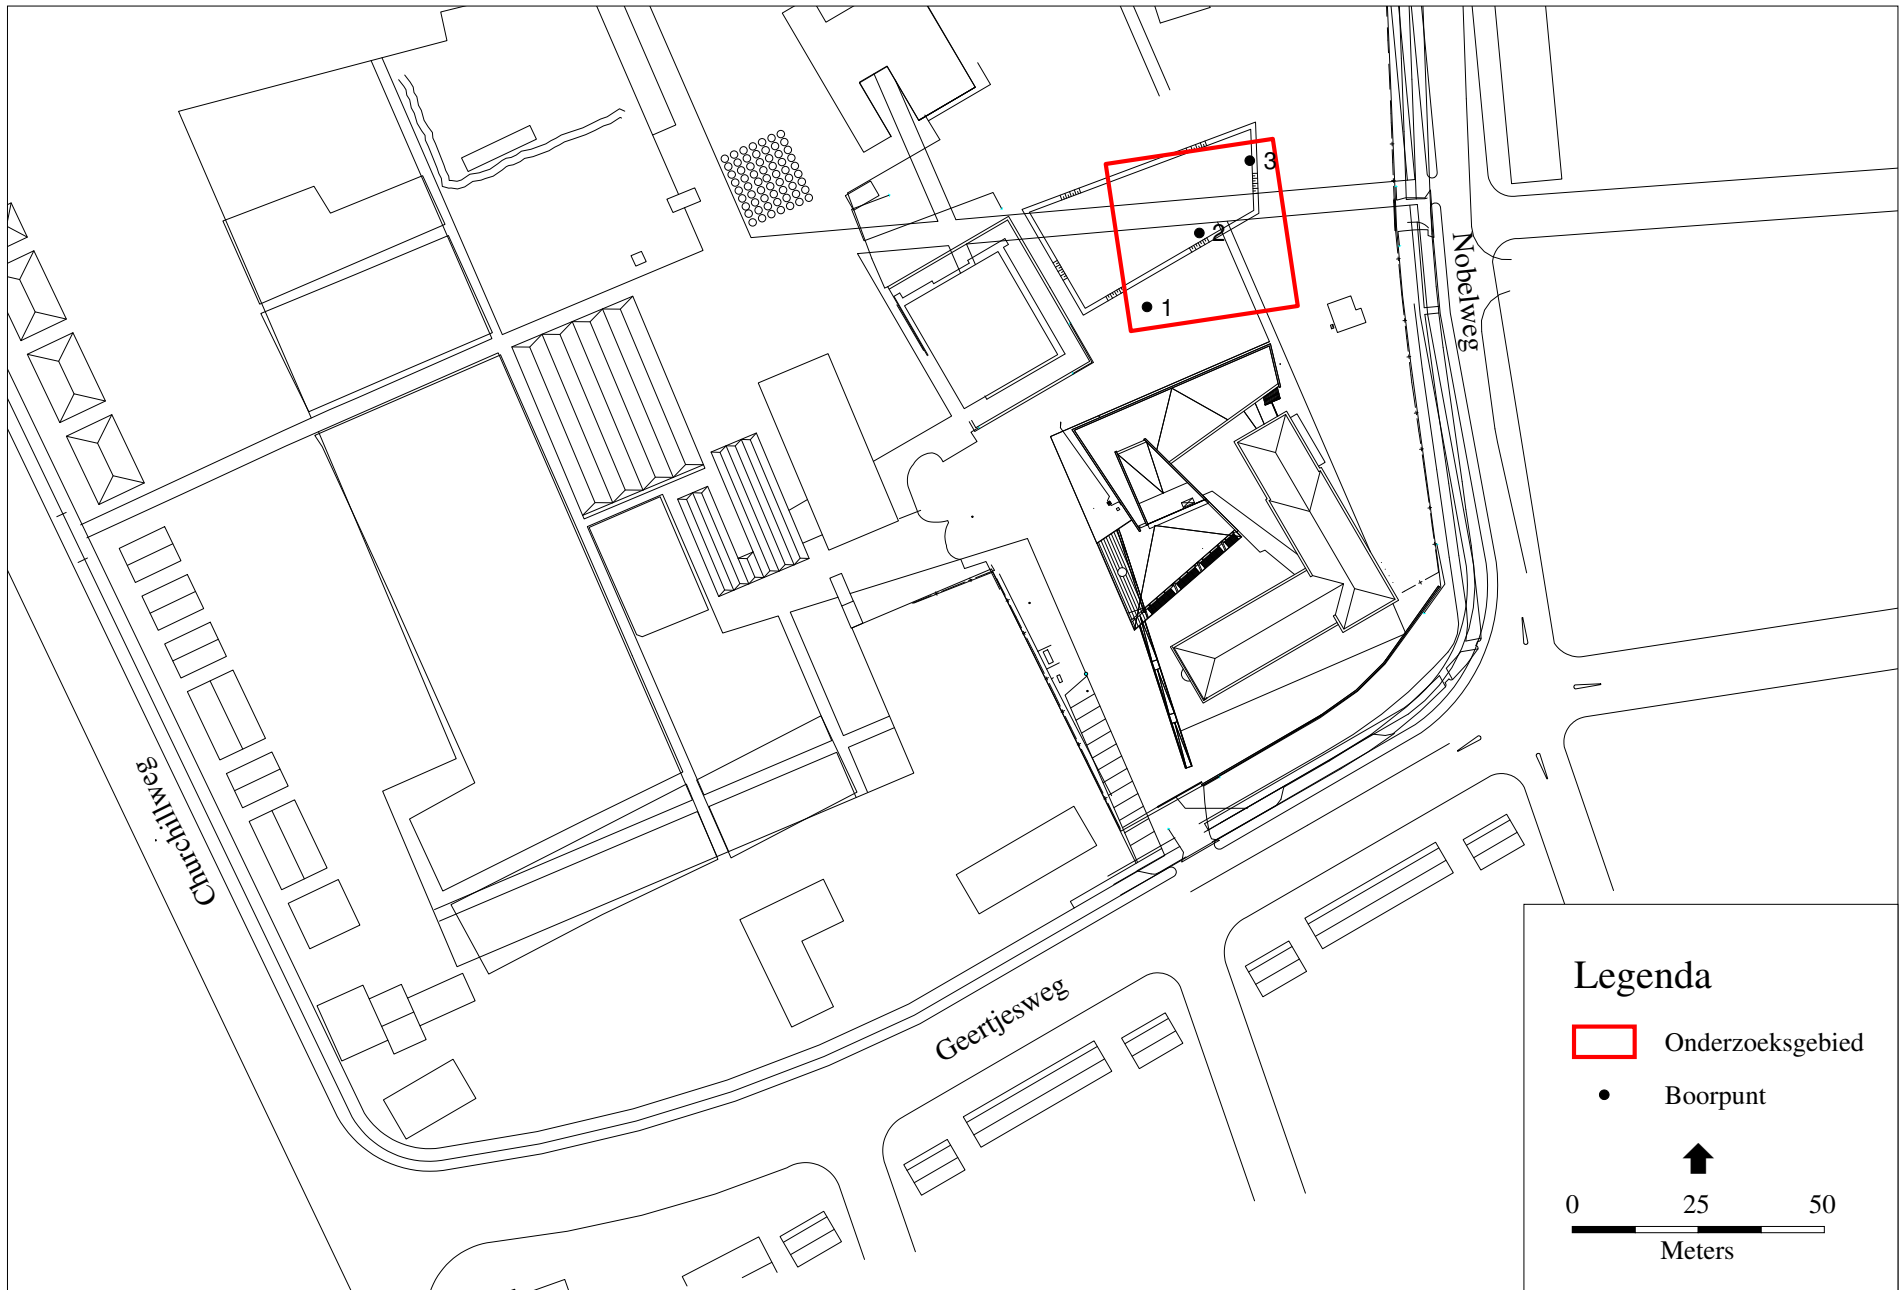 3
2
1
Nobelweg
Churchillweg
Geertjesweg
Legenda
Onderzoeksgebied
Boorpunt
0 25 50
Meters